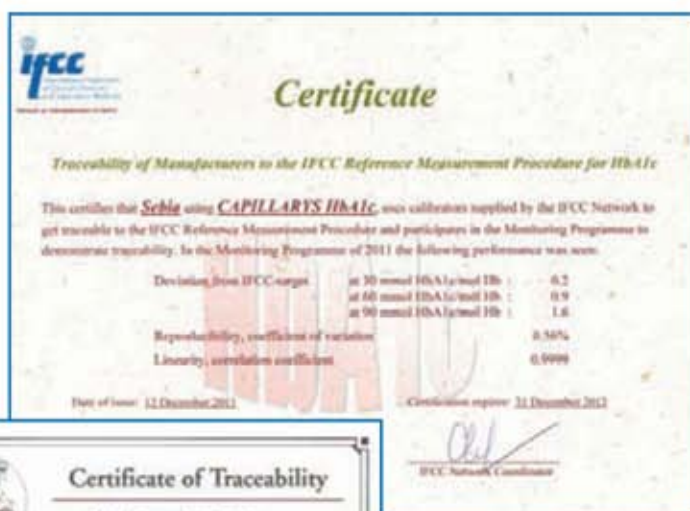 ifcc
Certificate
Traceability of Manufacturers to the IFCC Reference Measurement Procedure for HbA1c
This certifies that Sebia using CAPILLARYS HbA1c, uses calibrators supplied by the IFCC Network to
get traceable to the IFCC Reference Measurement Procedure and participates in the Monitoring Programme to
demonstrate traceability. In the Monitoring Programme of 2011 the following performance was seen:
Deviation from IFCC-target at 30 mmol HbA1c/mol Hb : 0.2
at 60 mmol HbA1c/mol Hb : 0.9
at 90 mmol HbA1c/mol Hb : 1.6
Reproducibility, coefficient of variation 0.56%
Linearity, correlation coefficient 0.9999
HbA1c
Date of issue: 12 December 2011 Certification expires: 31 December 2012
IFCC Network Coordinator
Certificate of Traceability